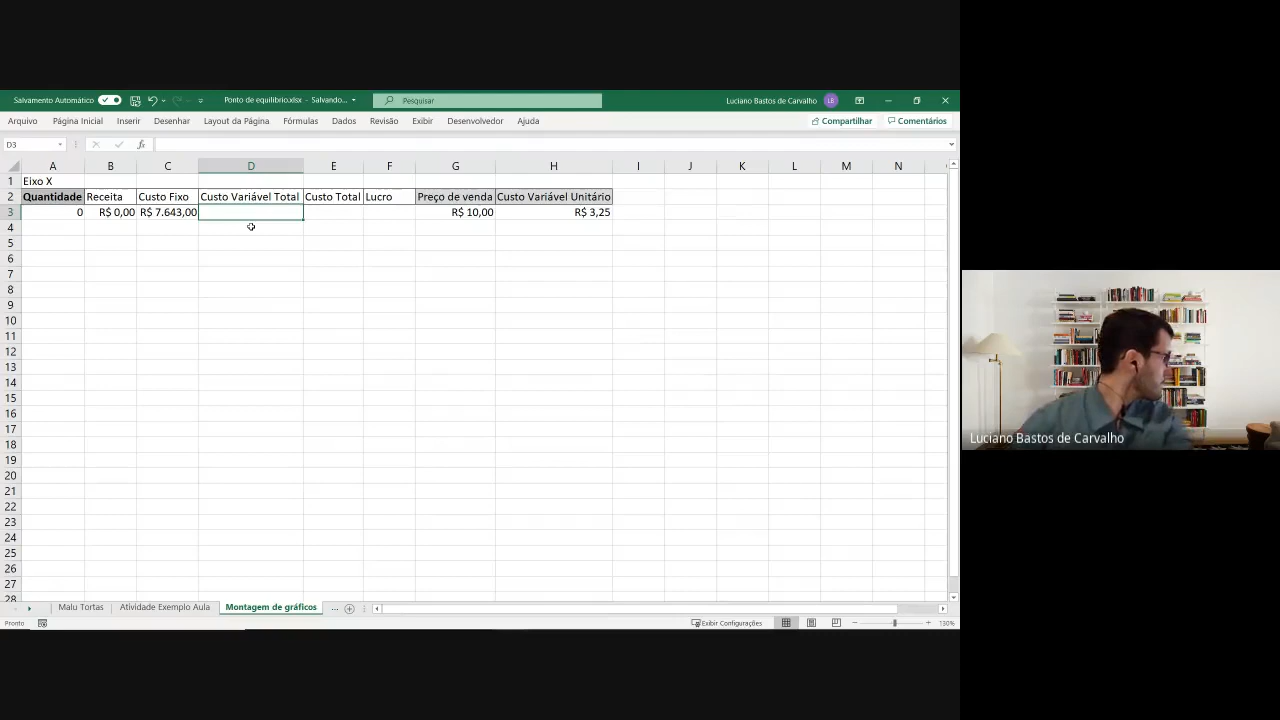 Salvamento Automático
Ponto de equilibrio.xlsx - Salvando...
Pesquisar
Luciano Bastos de Carvalho
LB
Arquivo Página Inicial Inserir Desenhar Layout da Página Fórmulas Dados Revisão Exibir Desenvolvedor Ajuda
Compartilhar
Comentários
D3
fx
A B C D E F G H I J K L M N
1 Eixo X
2 Quantidade Receita Custo Fixo Custo Variável Total Custo Total Lucro Preço de venda Custo Variável Unitário
3 0 R$ 0,00 R$ 7.643,00 R$ 10,00 R$ 3,25
4
5
6
7
8
9
10
11
12
13
14
15
16
17
18
19
20
21
22
23
24
25
26
27
28
Malu Tortas Atividade Exemplo Aula Montagem de gráficos ...
Pronto
Exibir Configurações
130%
Luciano Bastos de Carvalho